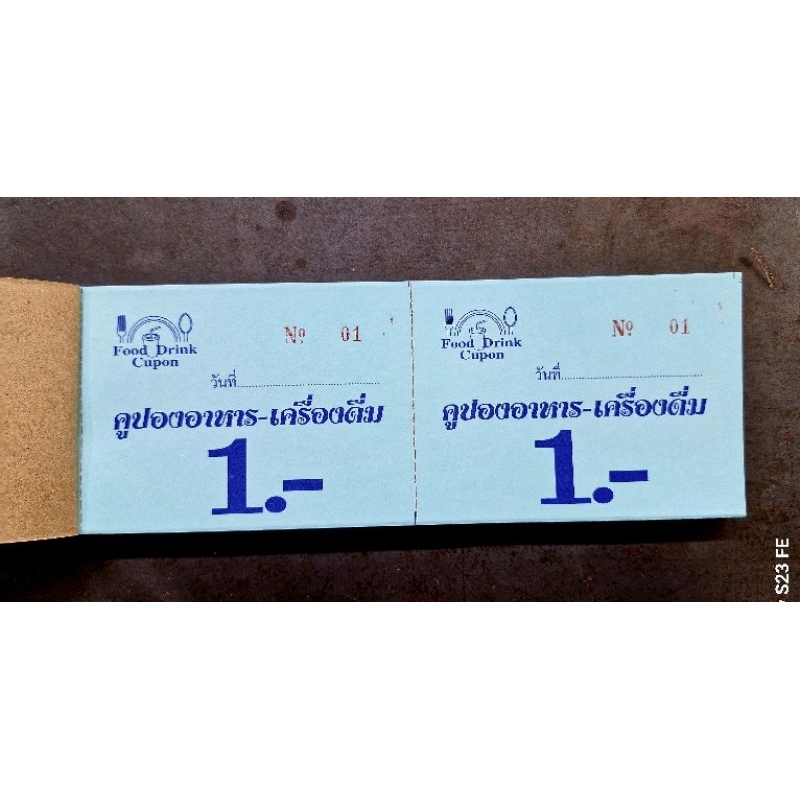 Food Drink
Cupon
Nº 01
วันที่
คูปองอาหาร-เครื่องดื่ม
1.-
Food Drink
Cupon
Nº 01
วันที่
คูปองอาหาร-เครื่องดื่ม
1.-
S23 FE